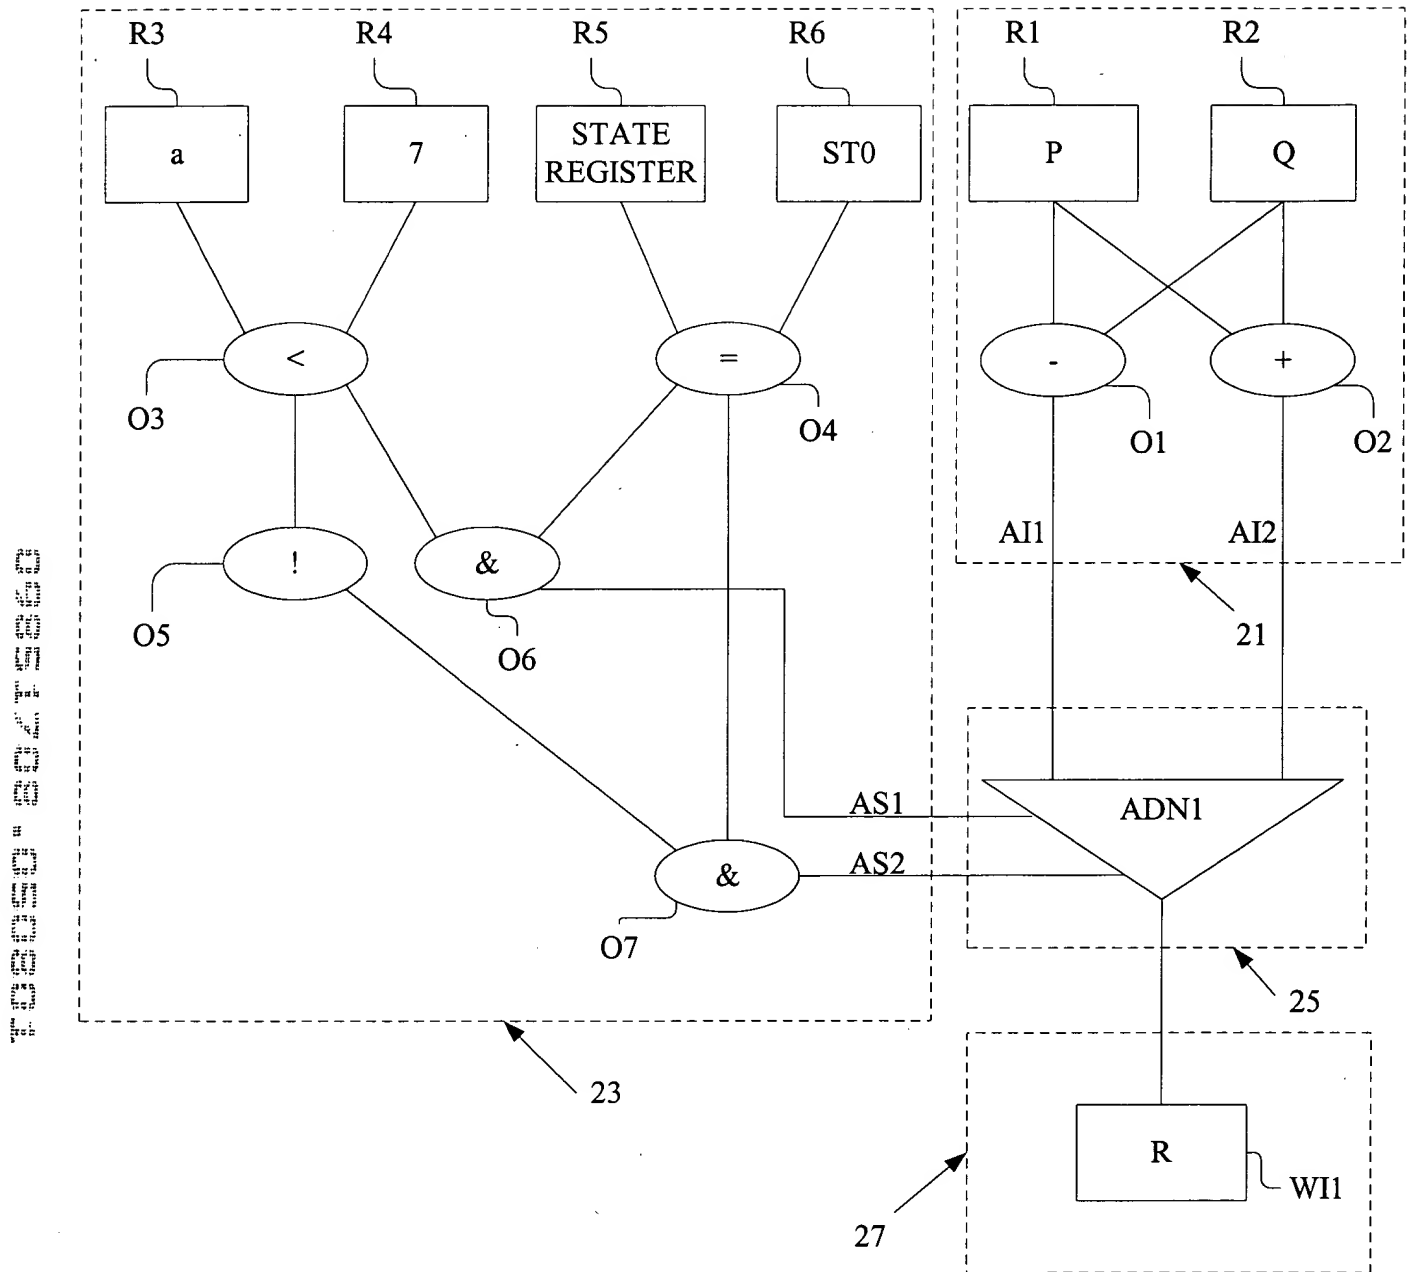 R3 R4 R5 R6 R1 R2
a 7 STATE REGISTER ST0 P Q
< = - +
O3 O4 O1 O2
AI1 AI2
! &
21
O5 O6
ADN1
AS1
& AS2
O7
25
23
R
WI1
27